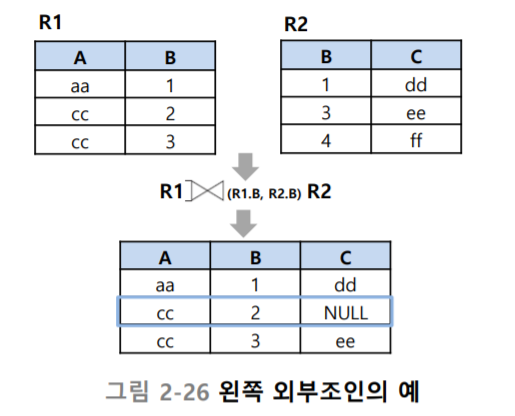 R1
A B
aa 1
cc 2
cc 3
R2
B C
1 dd
3 ee
4 ff
R1⟕(R1.B, R2.B) R2
A B C
aa 1 dd
cc 2 NULL
cc 3 ee
그림 2-26 왼쪽 외부조인의 예